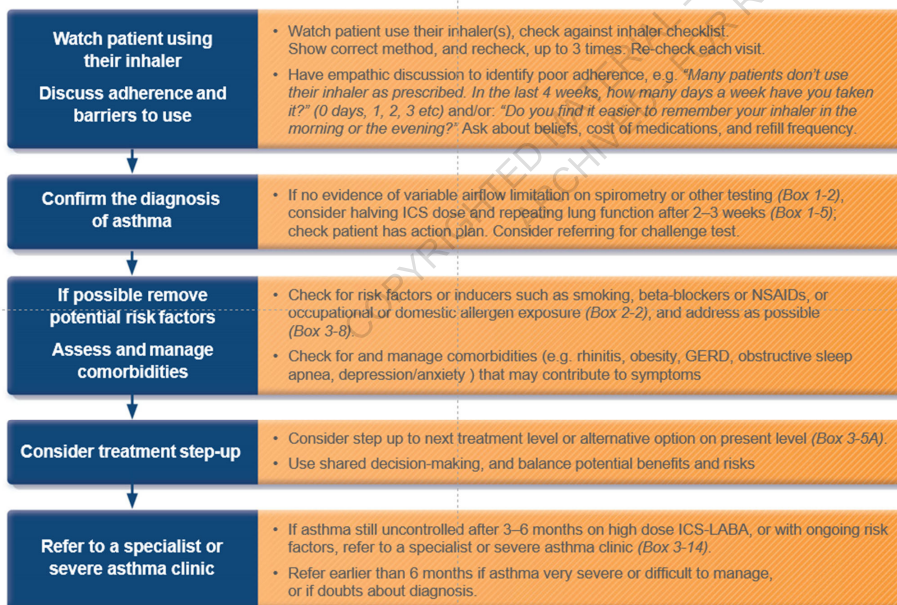 Watch patient using
their inhaler
Discuss adherence and
barriers to use
• Watch patient use their inhaler(s), check against inhaler checklist.
Show correct method, and recheck, up to 3 times. Re-check each visit.
• Have empathic discussion to identify poor adherence, e.g. “Many patients don’t use
their inhaler as prescribed. In the last 4 weeks, how many days a week have you taken
it?” (0 days, 1, 2, 3 etc) and/or: “Do you find it easier to remember your inhaler in the
morning or the evening?” Ask about beliefs, cost of medications, and refill frequency.
Confirm the diagnosis
of asthma
• If no evidence of variable airflow limitation on spirometry or other testing (Box 1-2),
consider halving ICS dose and repeating lung function after 2–3 weeks (Box 1-5);
check patient has action plan. Consider referring for challenge test.
If possible remove
potential risk factors
Assess and manage
comorbidities
• Check for risk factors or inducers such as smoking, beta-blockers or NSAIDs, or
occupational or domestic allergen exposure (Box 2-2), and address as possible
(Box 3-8).
• Check for and manage comorbidities (e.g. rhinitis, obesity, GERD, obstructive sleep
apnea, depression/anxiety ) that may contribute to symptoms
Consider treatment step-up
• Consider step up to next treatment level or alternative option on present level (Box 3-5A).
• Use shared decision-making, and balance potential benefits and risks
Refer to a specialist or
severe asthma clinic
• If asthma still uncontrolled after 3–6 months on high dose ICS-LABA, or with ongoing risk
factors, refer to a specialist or severe asthma clinic (Box 3-14).
• Refer earlier than 6 months if asthma very severe or difficult to manage,
or if doubts about diagnosis.
COPYRIGHTED MATERIAL -
ARCHIVED FOR